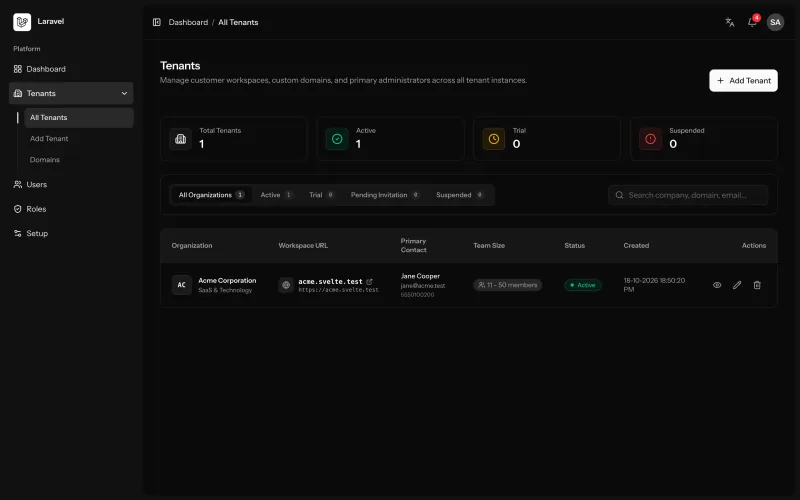 Laravel
Dashboard / All Tenants
4
SA
Platform
Dashboard
Tenants
All Tenants
Add Tenant
Domains
Users
Roles
Setup
Tenants
Manage customer workspaces, custom domains, and primary administrators across all tenant instances.
Add Tenant
Total Tenants
1
Active
1
Trial
0
Suspended
0
All Organizations 1
Active 1
Trial 0
Pending Invitation 0
Suspended 0
Search company, domain, email...
Organization
Workspace URL
Primary
Contact
Team Size
Status
Created
Actions
AC
Acme Corporation
SaaS & Technology
acme.svelte.test
https://acme.svelte.test
Jane Cooper
jane@acme.test
5550100200
11 - 50 members
Active
18-10-2026 18:50:20
PM